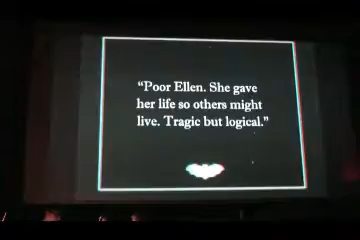 “Poor Ellen. She gave
her life so others might
live. Tragic but logical.”